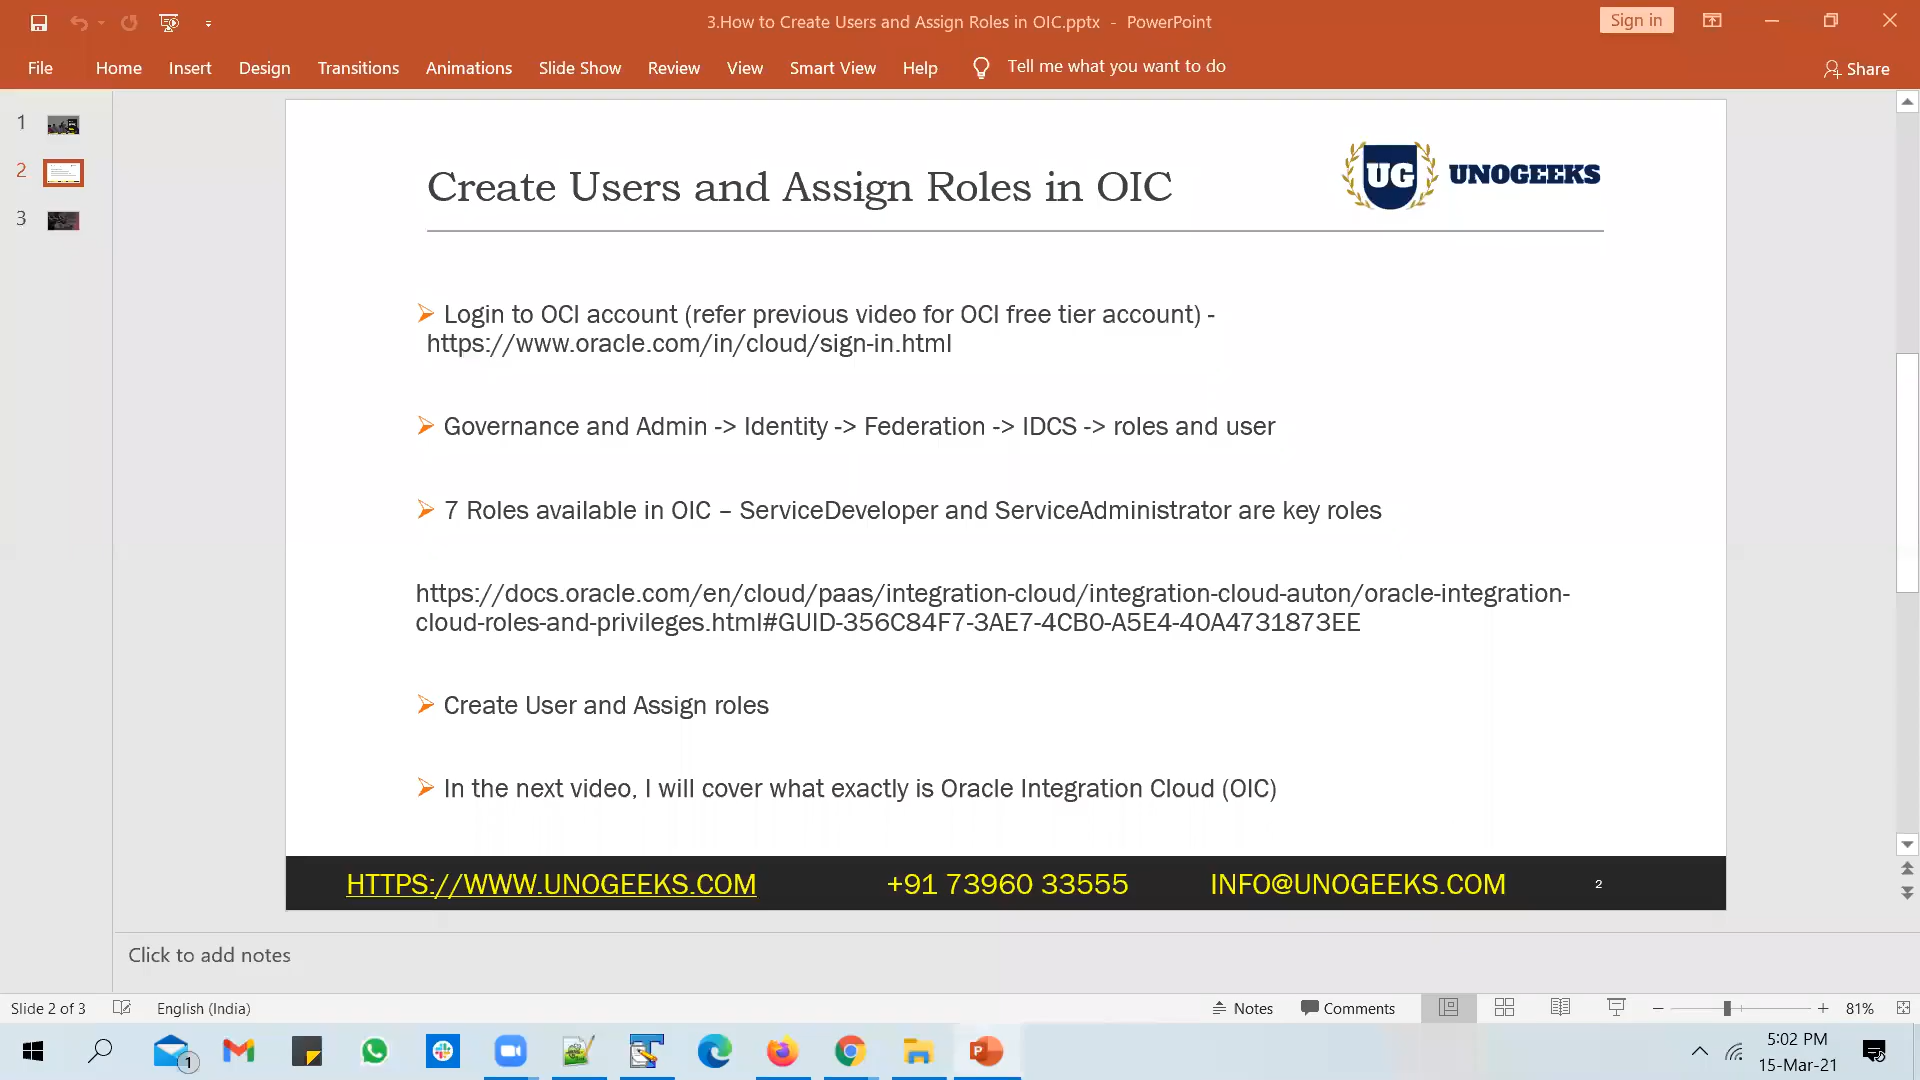 3.How to Create Users and Assign Roles in OIC.pptx - PowerPoint
Sign in
File Home Insert Design Transitions Animations Slide Show Review View Smart View Help Tell me what you want to do Share
1
2
3
Create Users and Assign Roles in OIC
UG UNOGEEKS
Login to OCI account (refer previous video for OCI free tier account) -
https://www.oracle.com/in/cloud/sign-in.html
Governance and Admin -> Identity -> Federation -> IDCS -> roles and user
7 Roles available in OIC – ServiceDeveloper and ServiceAdministrator are key roles
https://docs.oracle.com/en/cloud/paas/integration-cloud/integration-cloud-auton/oracle-integration-
cloud-roles-and-privileges.html#GUID-356C84F7-3AE7-4CB0-A5E4-40A4731873EE
Create User and Assign roles
In the next video, I will cover what exactly is Oracle Integration Cloud (OIC)
HTTPS://WWW.UNOGEEKS.COM +91 73960 33555 INFO@UNOGEEKS.COM 2
Click to add notes
Slide 2 of 3 English (India) Notes Comments 81%
1
5:02 PM
15-Mar-21